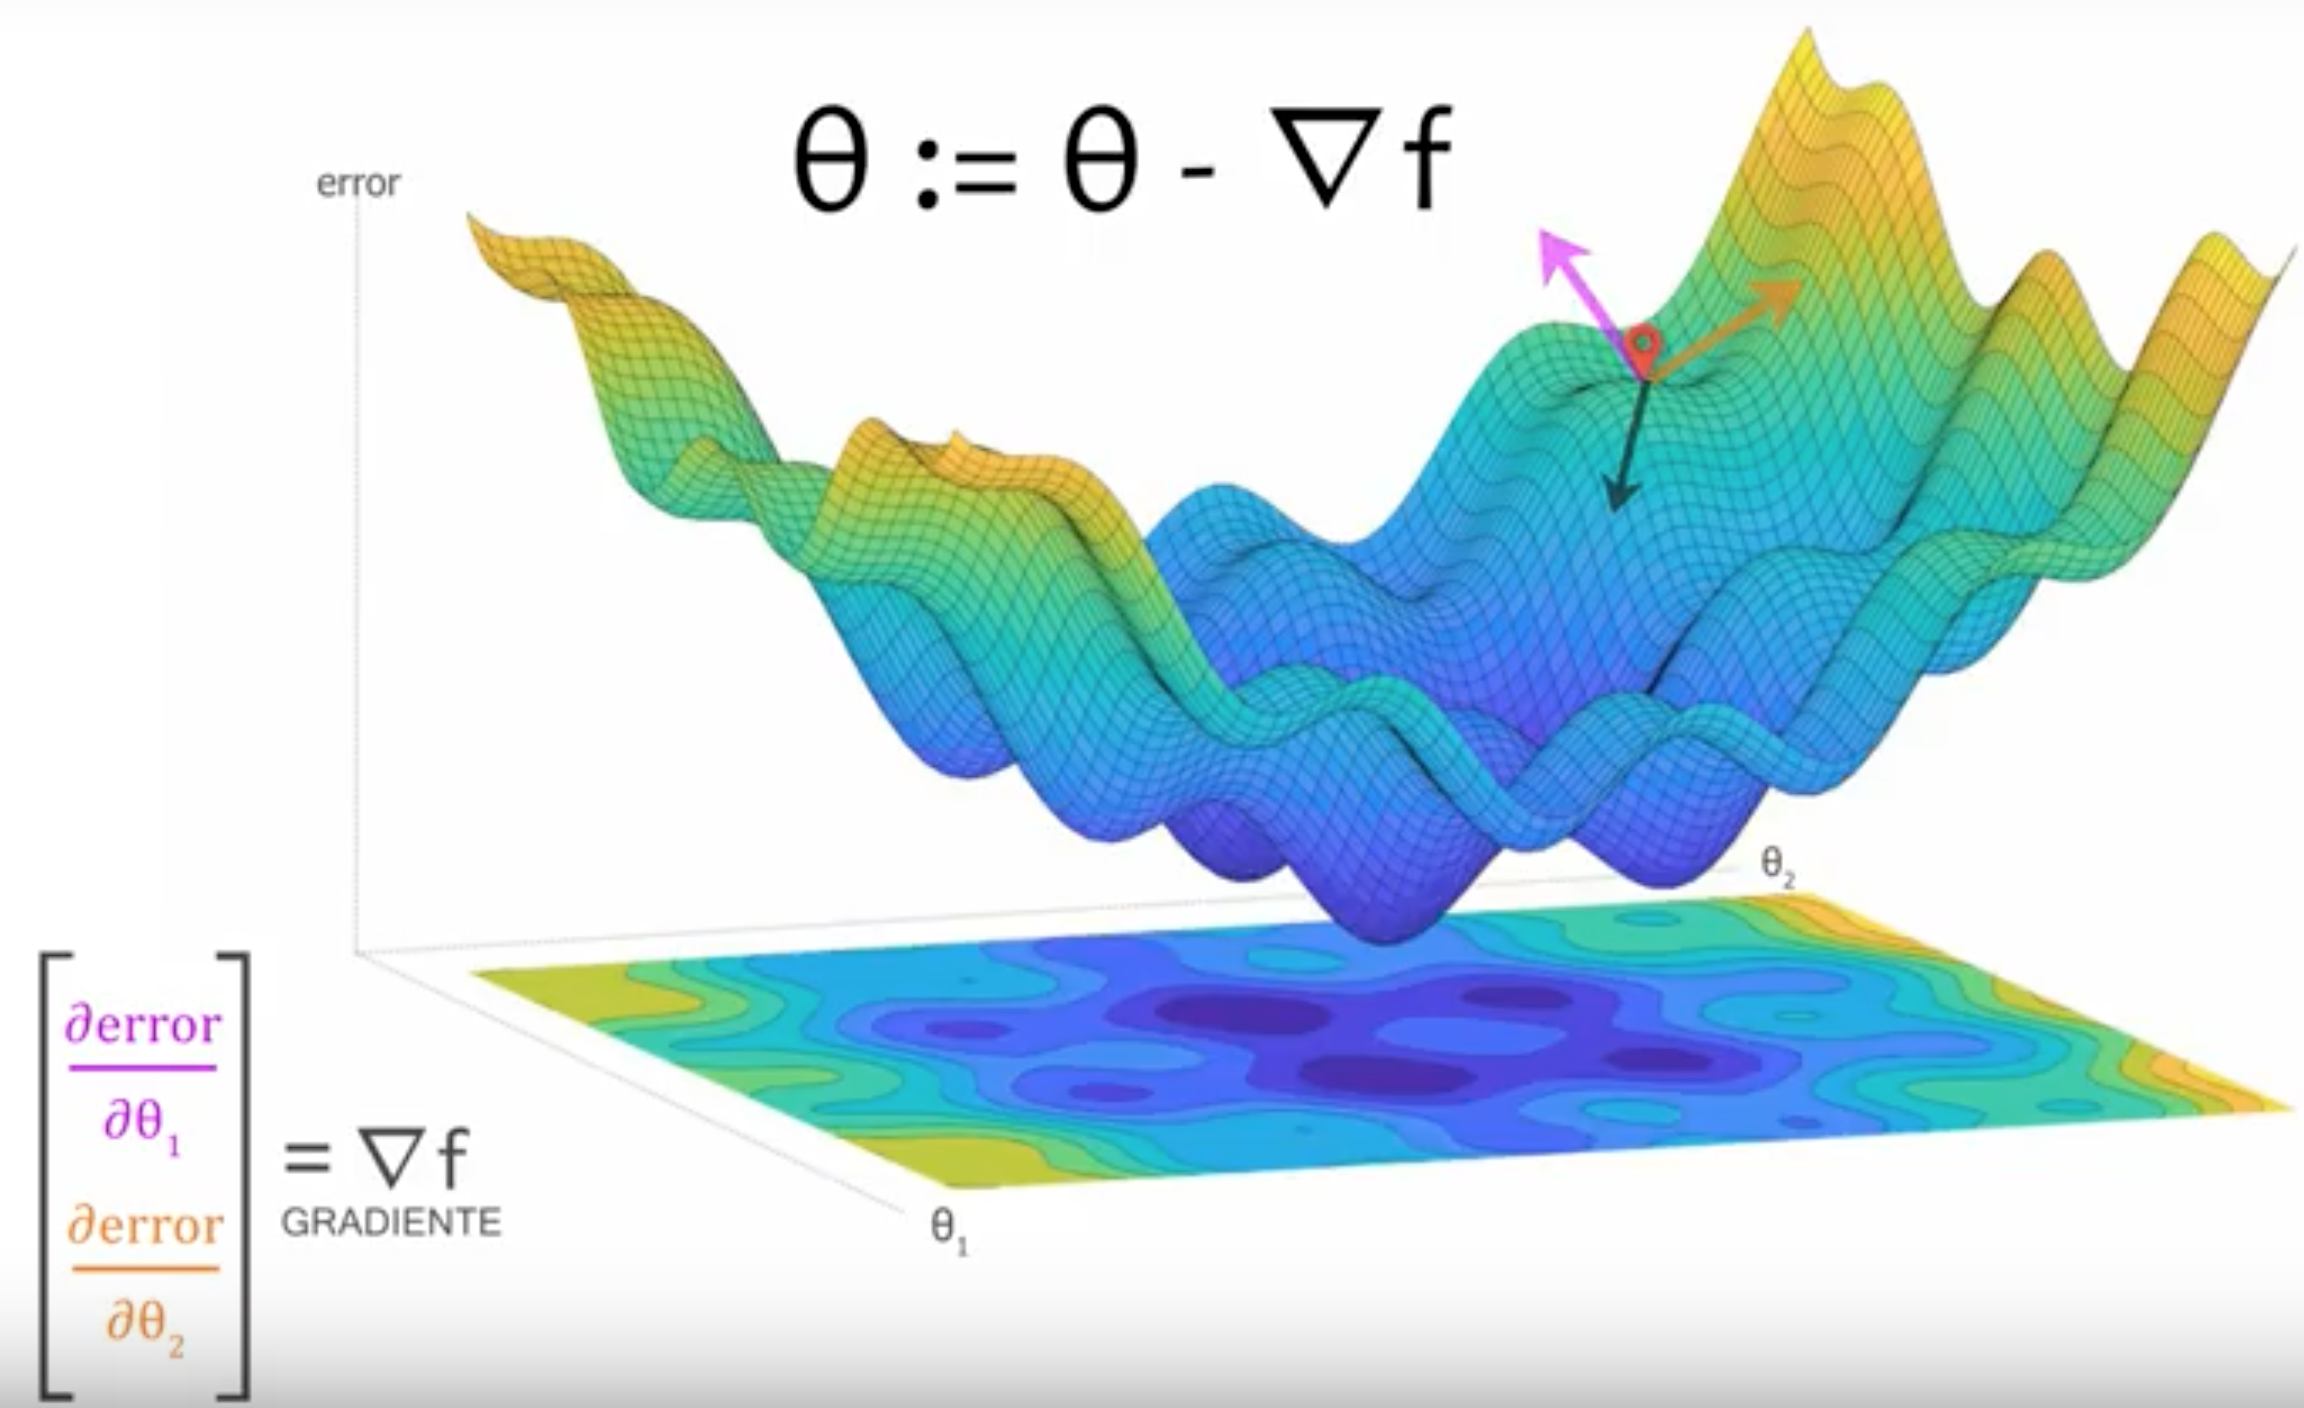 θ := θ - ∇f
error
θ₂
∂error
∂θ₁
∂error
∂θ₂
= ∇f
GRADIENTE
θ₁